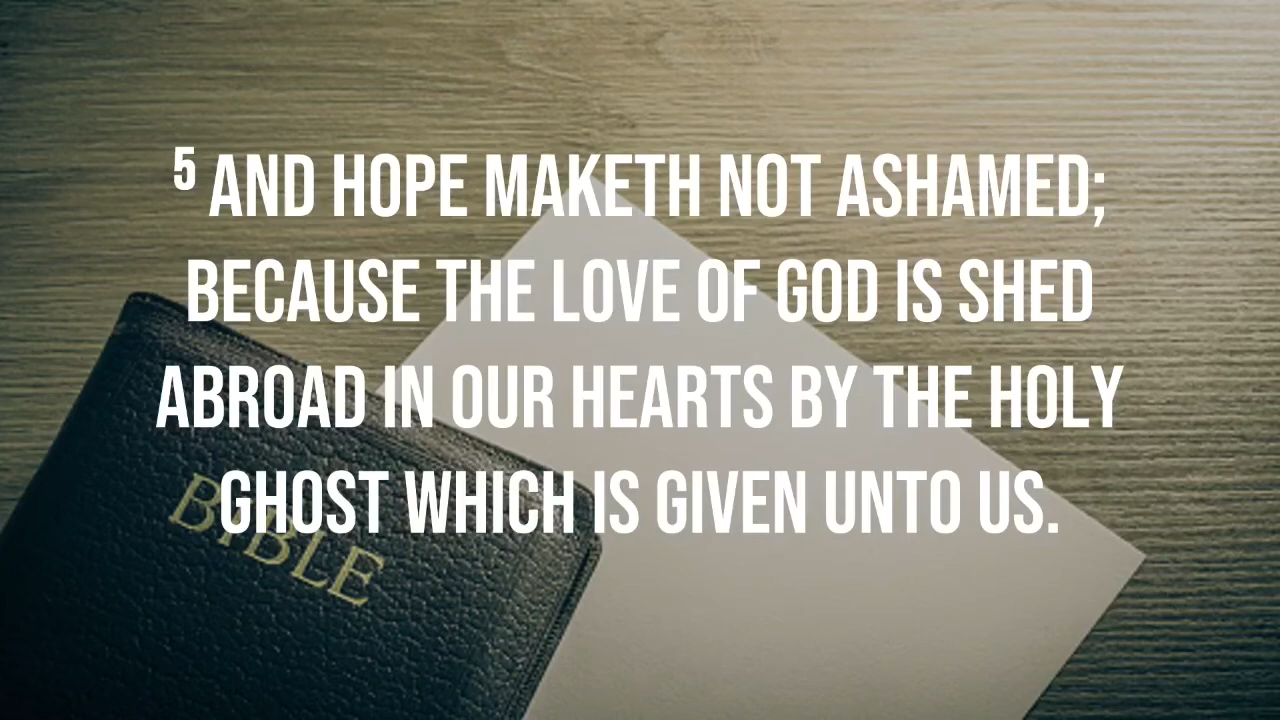 ⁵ AND HOPE MAKETH NOT ASHAMED;
BECAUSE THE LOVE OF GOD IS SHED
ABROAD IN OUR HEARTS BY THE HOLY
GHOST WHICH IS GIVEN UNTO US.
BIBLE